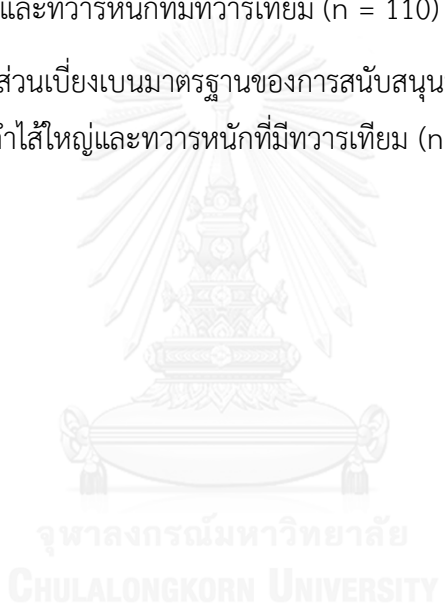 และทวารหนักที่มีทวารเทียม (n = 110)
ส่วนเบี่ยงเบนมาตรฐานของการสนับสนุน
ลำไส้ใหญ่และทวารหนักที่มีทวารเทียม (n
จุฬาลงกรณ์มหาวิทยาลัย
CHULALONGKORN UNIVERSITY